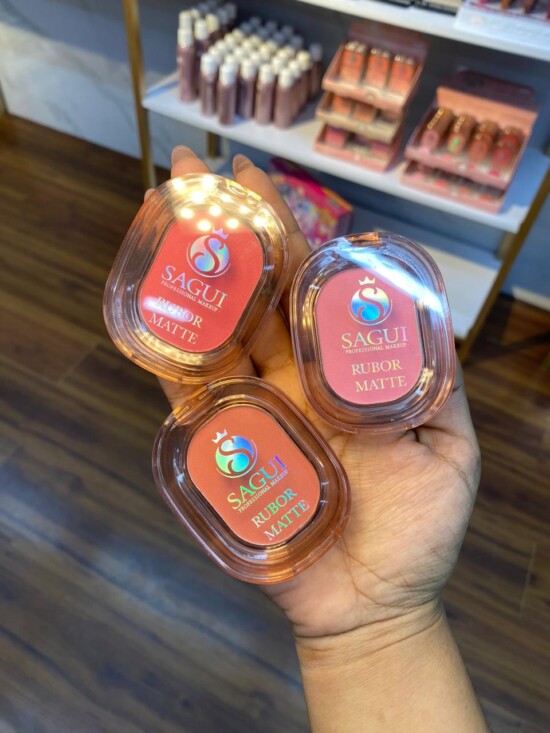 SAGUI
PROFESSIONAL MAKEUP
RUBOR
MATTE
SAGUI
PROFESSIONAL MAKEUP
RUBOR
MATTE
SAGUI
PROFESSIONAL MAKEUP
RUBOR
MATTE